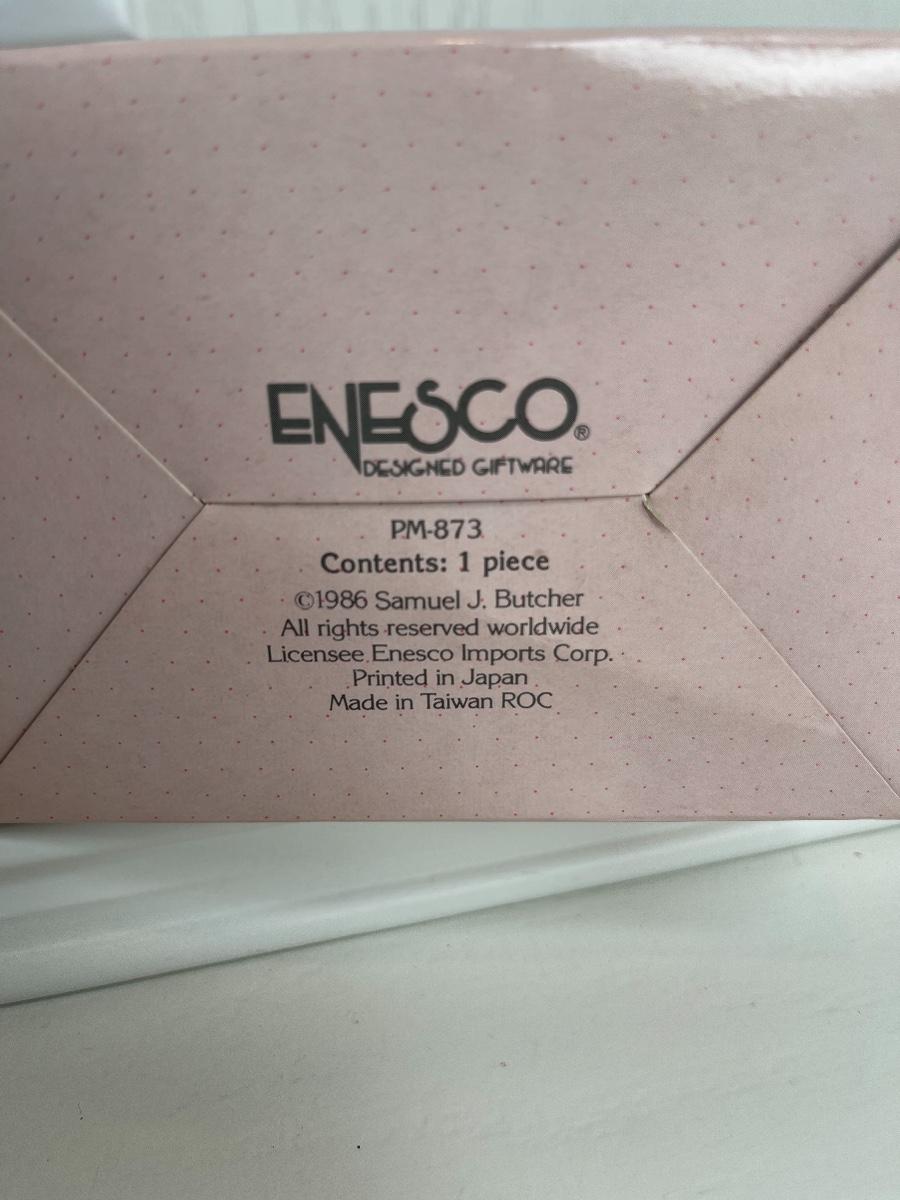 ENESCO®
DESIGNED GIFTWARE
PM-873
Contents: 1 piece
©1986 Samuel J. Butcher
All rights reserved worldwide
Licensee Enesco Imports Corp.
Printed in Japan
Made in Taiwan ROC